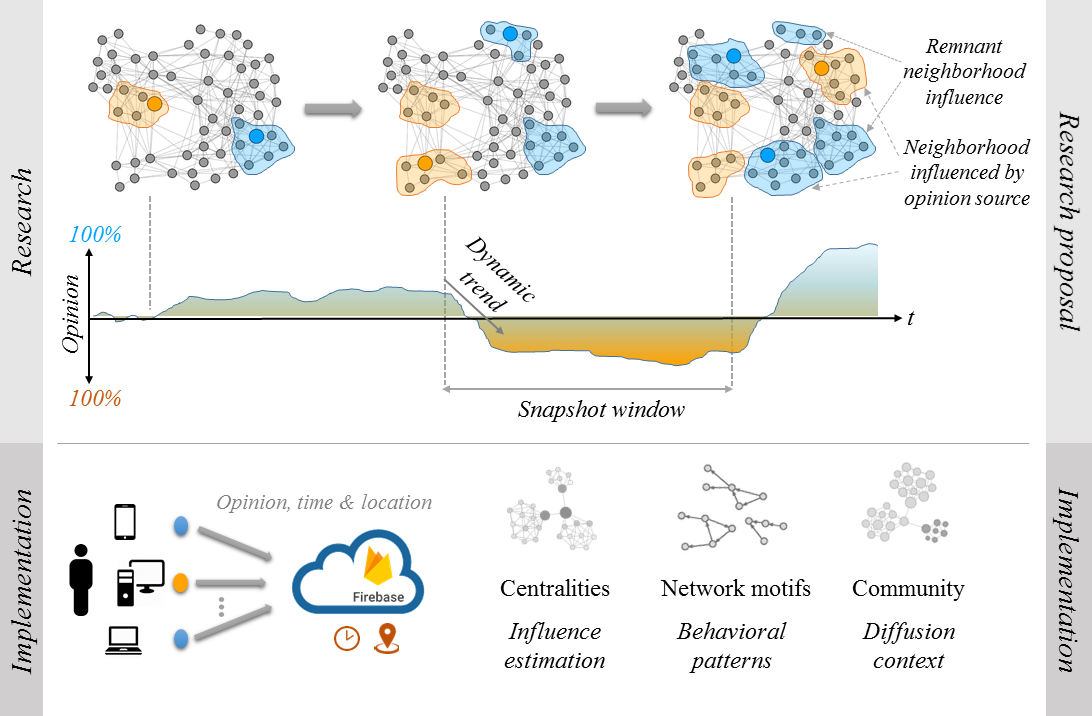 Research
Remnant
neighborhood
influence
Neighborhood
influenced by
opinion source
Research proposal
100%
Opinion
100%
Dynamic
trend
t
Snapshot window
Implementation
Opinion, time & location
Firebase
Centralities
Network motifs
Community
Influence
estimation
Behavioral
patterns
Diffusion
context
Implementation